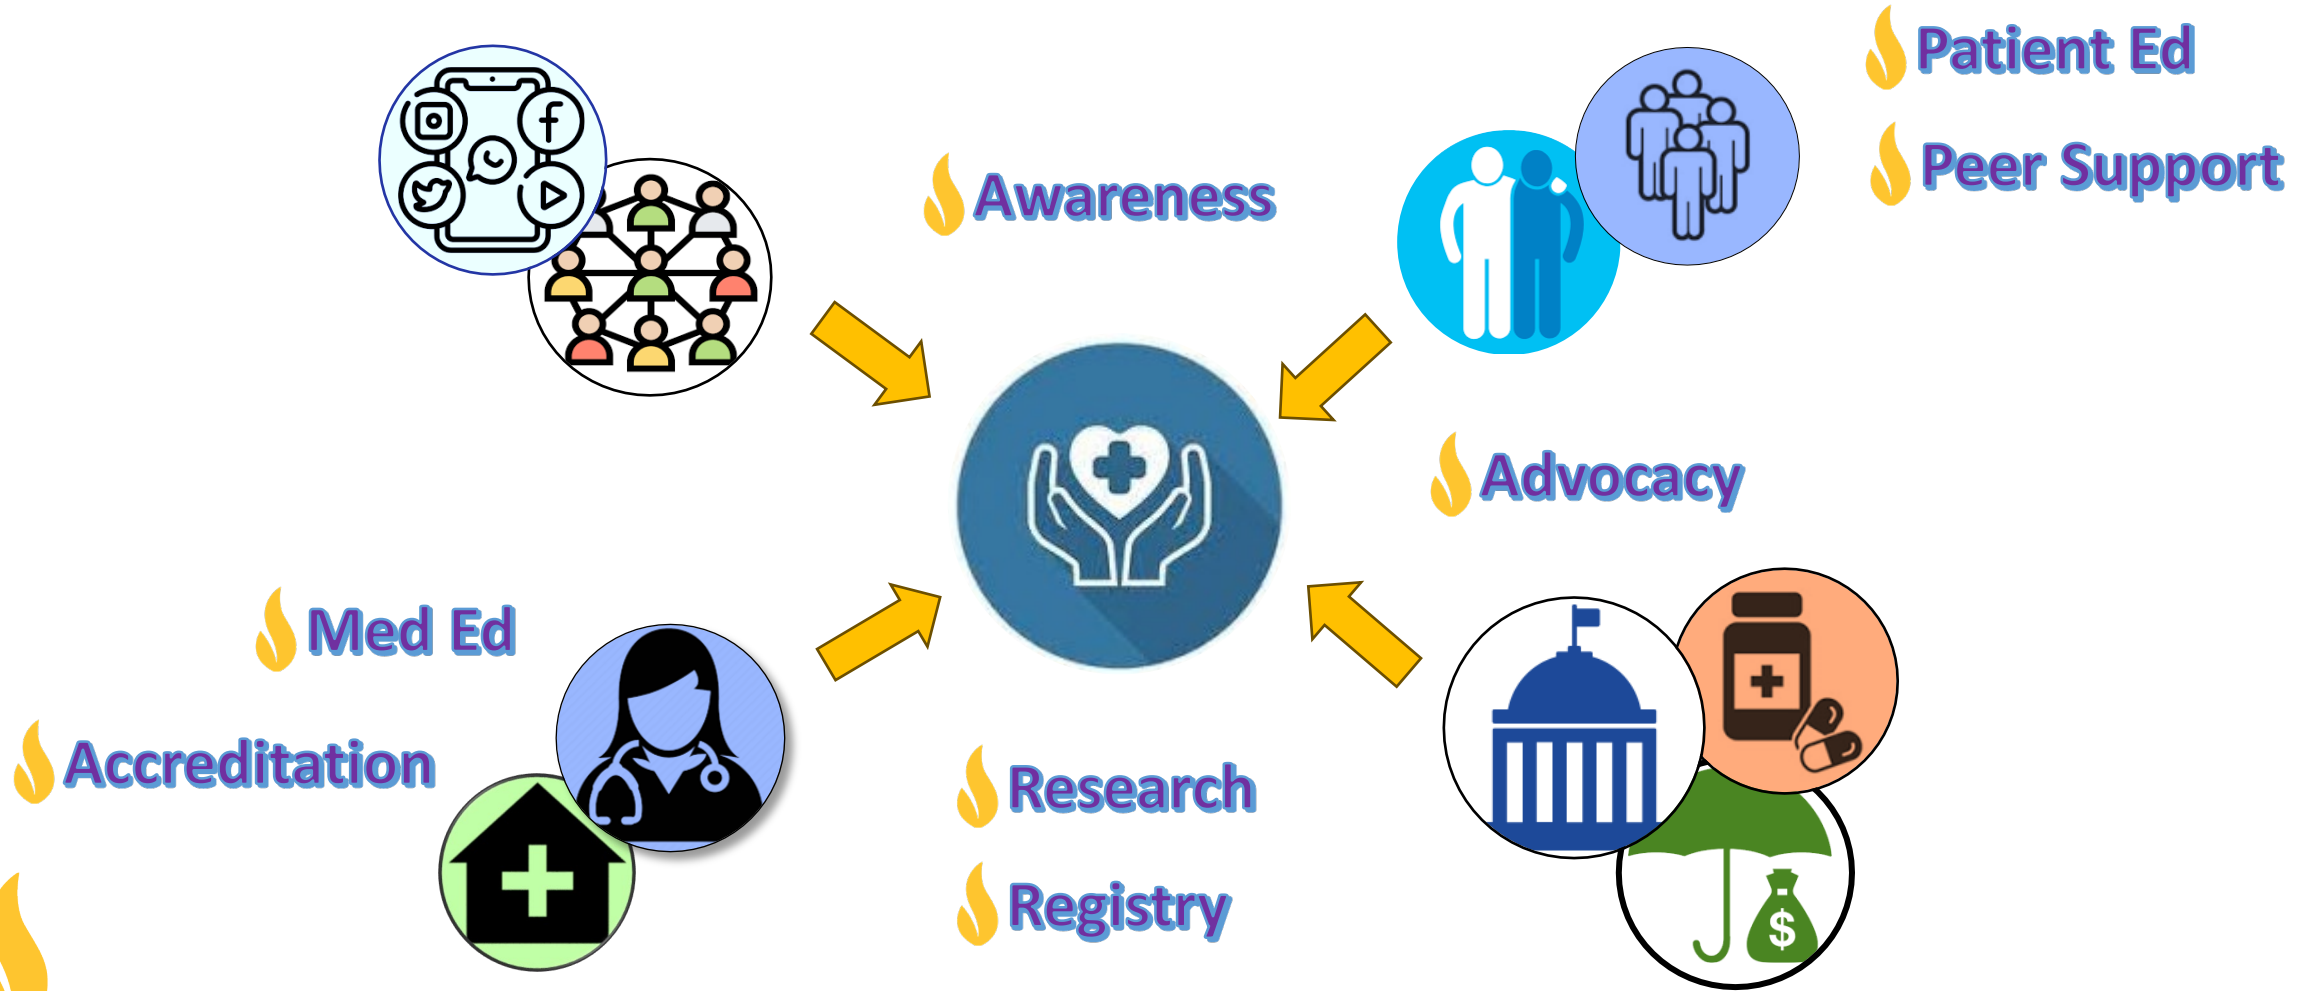 Patient Ed
Peer Support
Awareness
Advocacy
Med Ed
Accreditation
Research
Registry
$